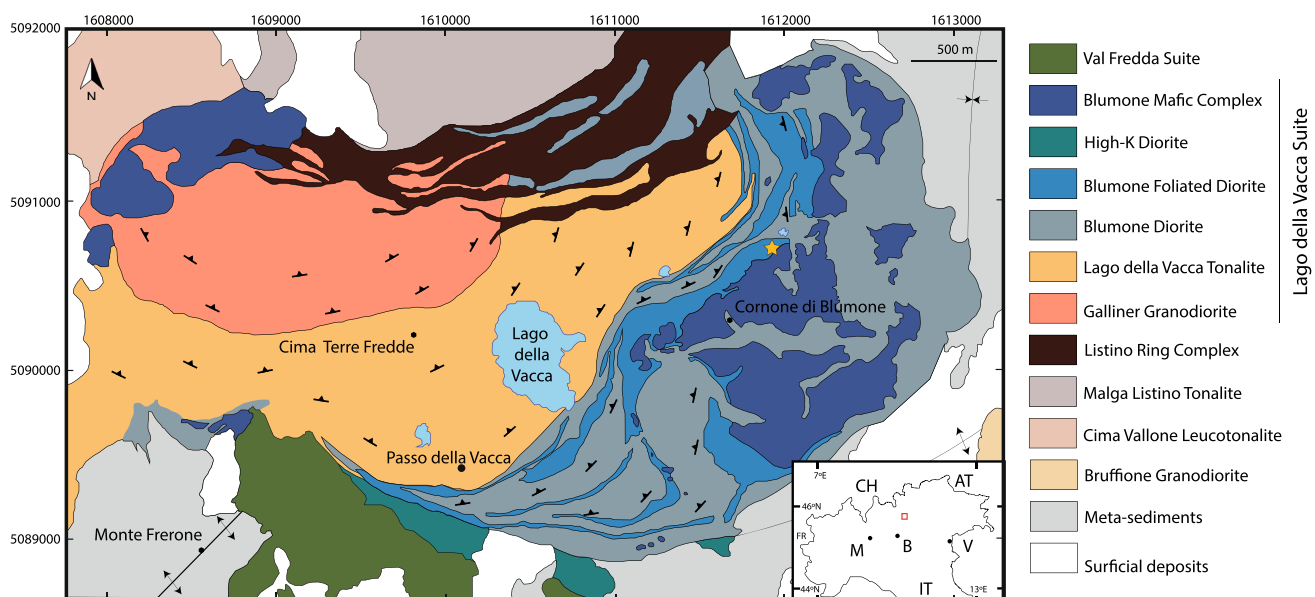 1608000 1609000 1610000 1611000 1612000 1613000
5092000
5091000
5090000
5089000
N
500 m
Cornone di Blumone
Cima Terre Fredde
Lago
della
Vacca
Passo della Vacca
Monte Frerone
7°E
CH
AT
46°N
FR
M
B
V
44°N
IT
13°E
Val Fredda Suite
Blumone Mafic Complex
High-K Diorite
Blumone Foliated Diorite
Blumone Diorite
Lago della Vacca Tonalite
Galliner Granodiorite
Listino Ring Complex
Malga Listino Tonalite
Cima Vallone Leucotonalite
Bruffione Granodiorite
Meta-sediments
Surficial deposits
Lago della Vacca Suite